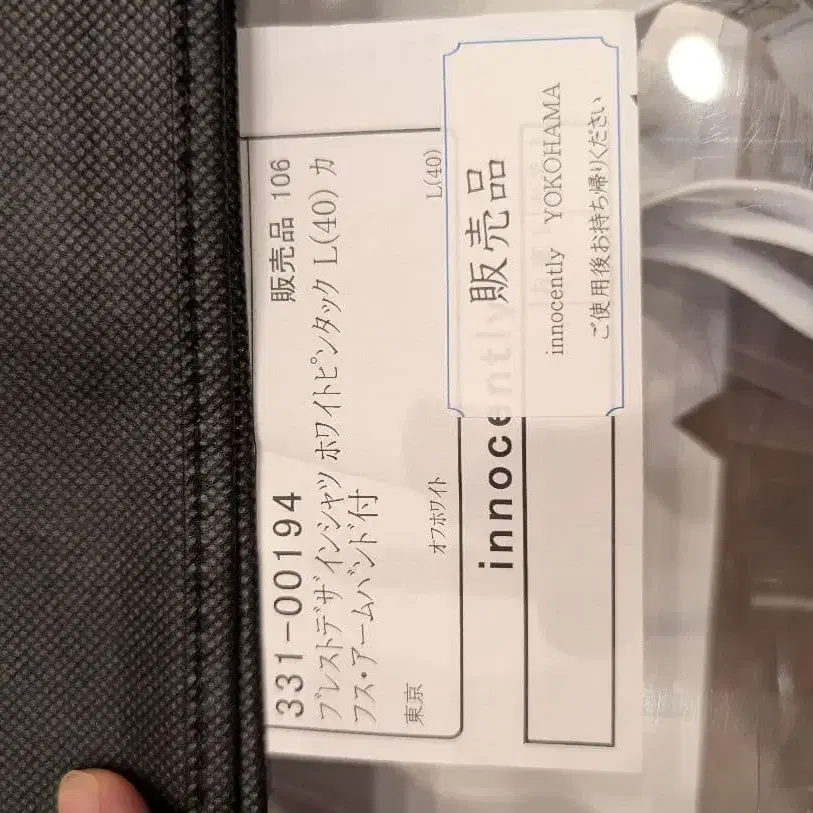 331-00194 販売品 106
ブレストデザインシャツ ホワイトピンタック L(40) カ
フス・アームバンド付
東京 オフホワイト L(40)
innocently
販売品
innocently YOKOHAMA
ご使用後お持ち帰りください